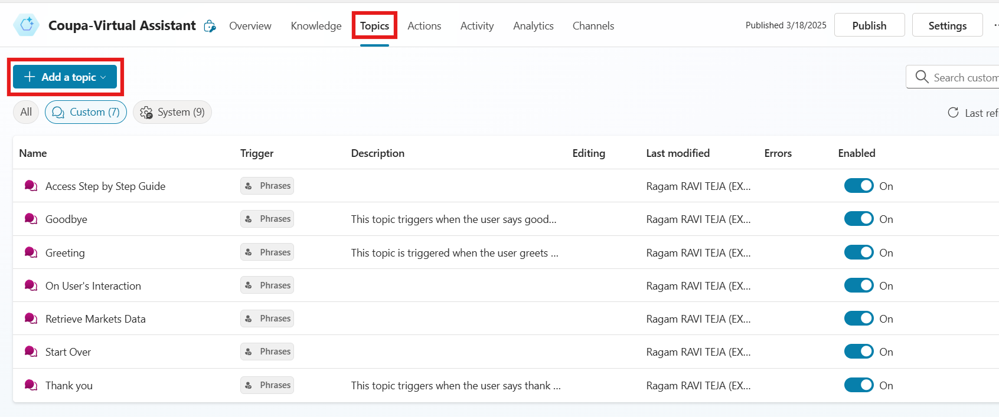 Coupa-Virtual Assistant Overview Knowledge Topics Actions Activity Analytics Channels Published 3/18/2025 Publish Settings
Add a topic
Search custom
All Custom (7) System (9) Last ref
Name Trigger Description Editing Last modified Errors Enabled
Access Step by Step Guide Phrases Ragam RAVI TEJA (EX... On
Goodbye Phrases This topic triggers when the user says good... Ragam RAVI TEJA (EX... On
Greeting Phrases This topic is triggered when the user greets ... Ragam RAVI TEJA (EX... On
On User's Interaction Phrases Ragam RAVI TEJA (EX... On
Retrieve Markets Data Phrases Ragam RAVI TEJA (EX... On
Start Over Phrases Ragam RAVI TEJA (EX... On
Thank you Phrases This topic triggers when the user says thank ... Ragam RAVI TEJA (EX... On